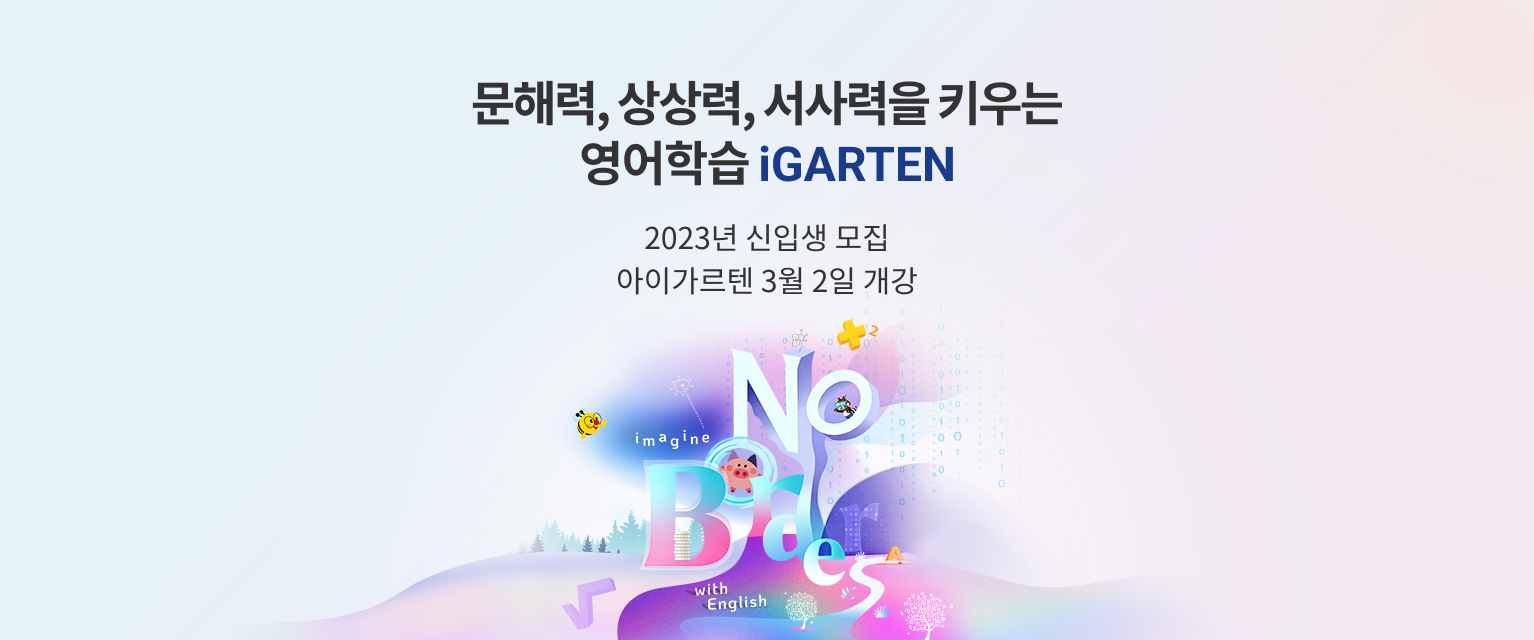 문해력, 상상력, 서사력을 키우는
영어학습 iGARTEN
2023년 신입생 모집
아이가르텐 3월 2일 개강
2
No
imagine
Borders
A
with
English